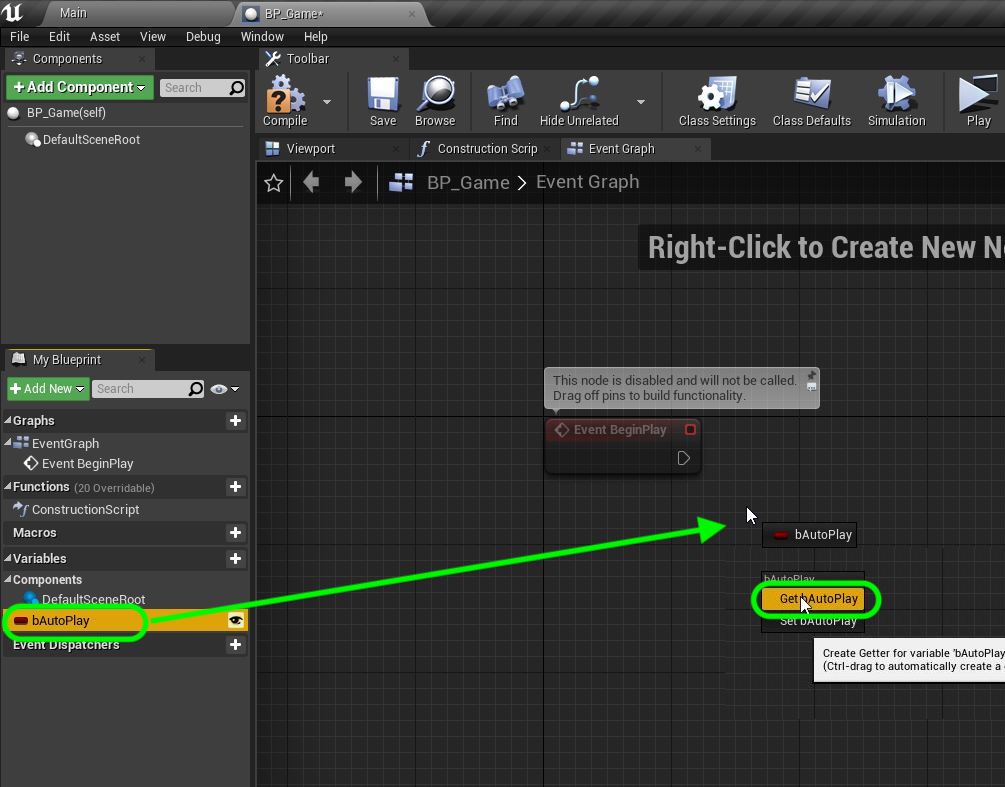 Main
BP_Game*
File Edit Asset View Debug Window Help
Components
Toolbar
+ Add Component
Search
BP_Game(self)
DefaultSceneRoot
Compile
Save
Browse
Find
Hide Unrelated
Class Settings
Class Defaults
Simulation
Play
Viewport
Construction Scrip
Event Graph
BP_Game > Event Graph
Right-Click to Create New N
My Blueprint
+ Add New
Search
Graphs
EventGraph
Event BeginPlay
Functions (20 Overridable)
ConstructionScript
Macros
Variables
Components
DefaultSceneRoot
bAutoPlay
Event Dispatchers
This node is disabled and will not be called.
Drag off pins to build functionality.
Event BeginPlay
bAutoPlay
bAutoPlay
Get bAutoPlay
Set bAutoPlay
Create Getter for variable 'bAutoPlay
(Ctrl-drag to automatically create a